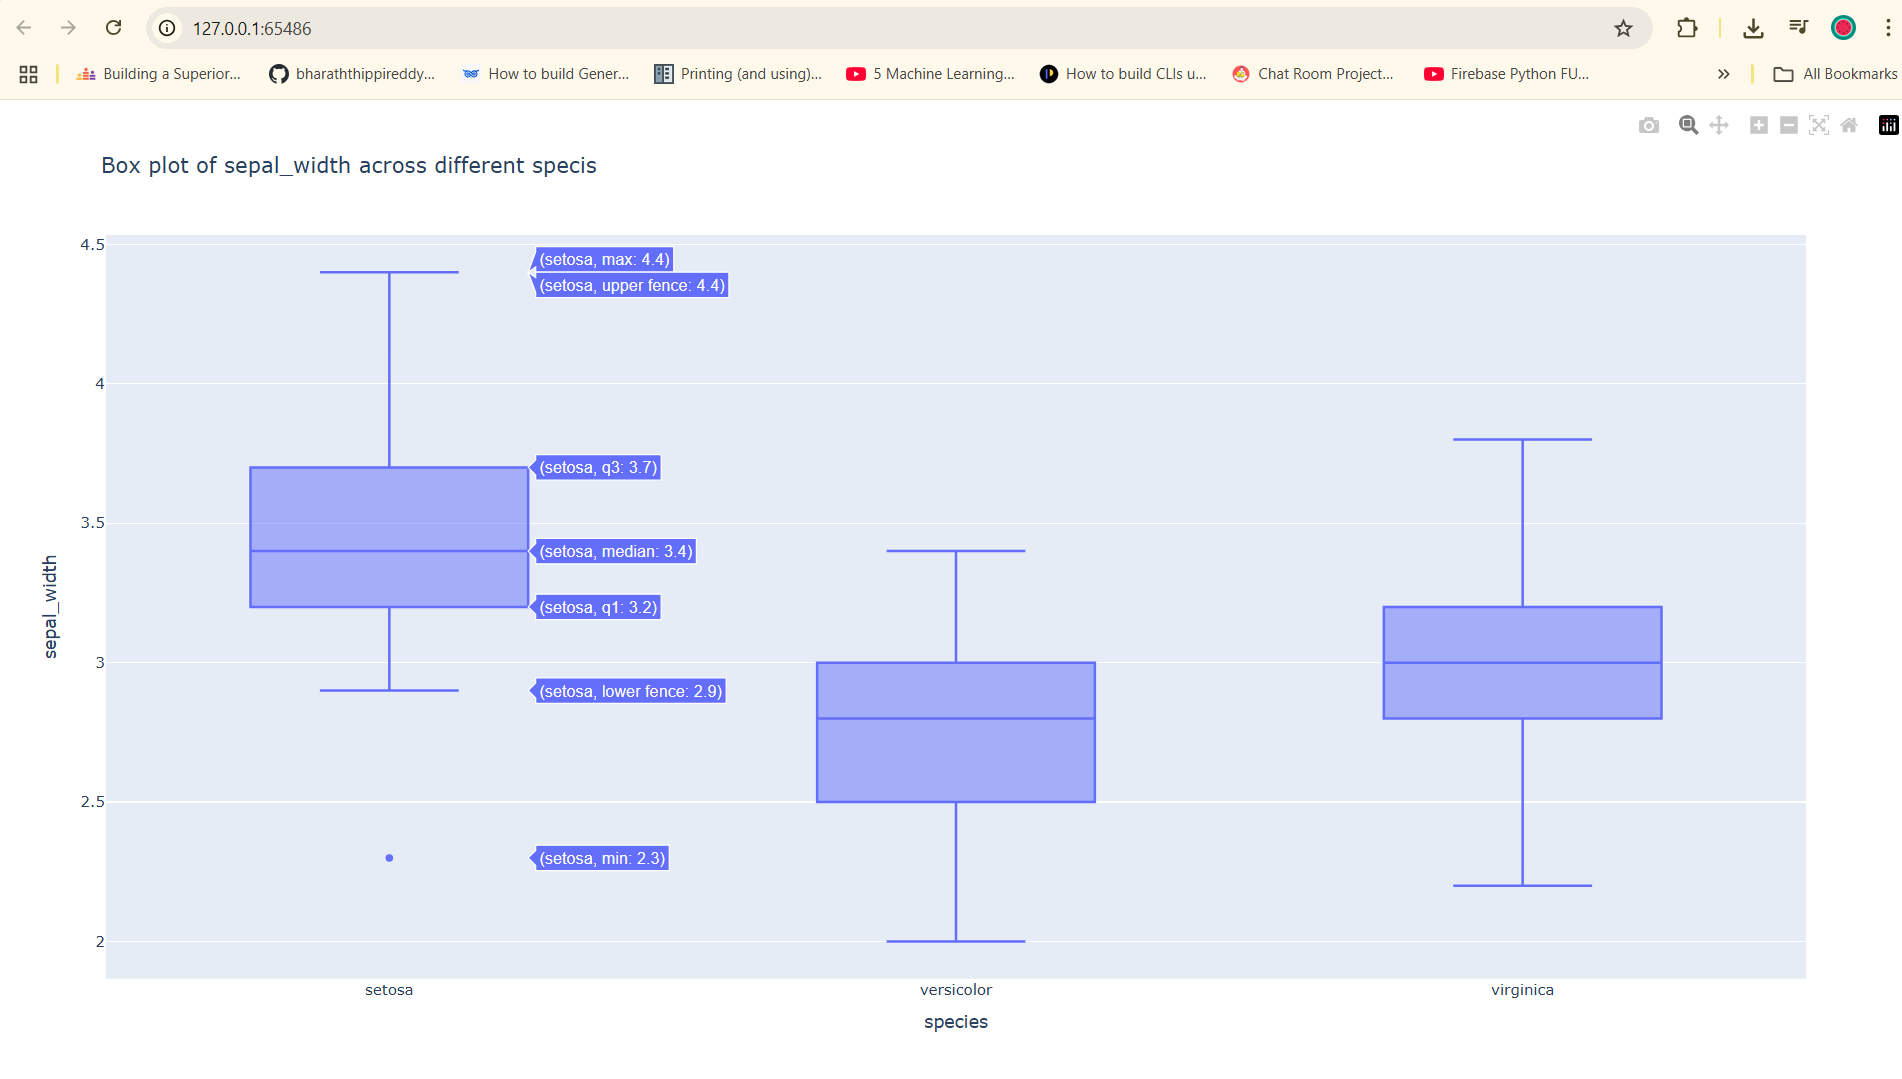 127.0.0.1:65486
Building a Superior...
bharaththippireddy...
How to build Gener...
Printing (and using)...
5 Machine Learning...
How to build CLIs u...
Chat Room Project...
Firebase Python FU...
All Bookmarks
Box plot of sepal_width across different specis
4.5
4
3.5
3
2.5
2
sepal_width
(setosa, max: 4.4)
(setosa, upper fence: 4.4)
(setosa, q3: 3.7)
(setosa, median: 3.4)
(setosa, q1: 3.2)
(setosa, lower fence: 2.9)
(setosa, min: 2.3)
setosa
versicolor
virginica
species